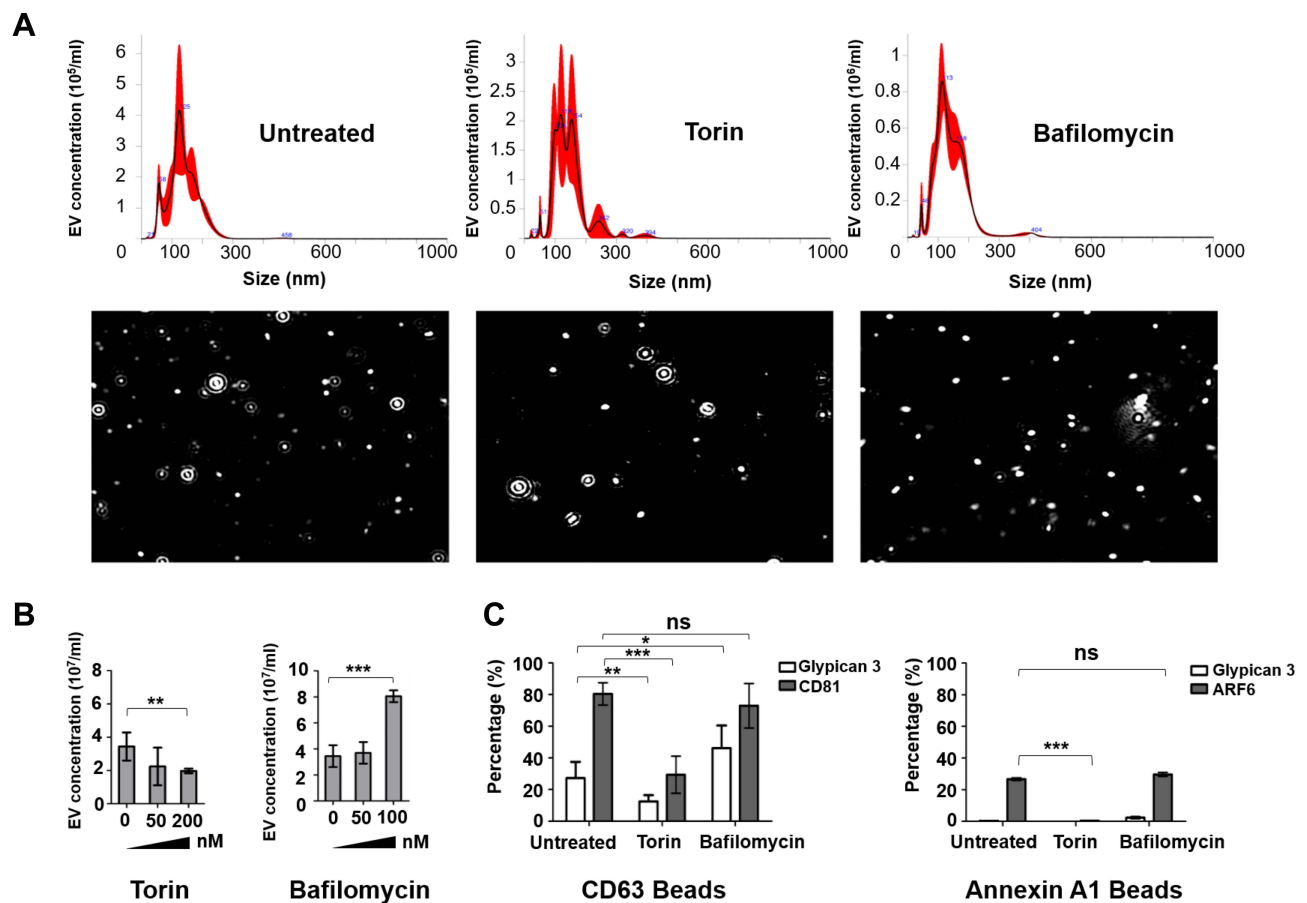 A
EV concentration (10⁵/ml)
6
5
4
3
2
1
0
100
300
600
1000
Size (nm)
Untreated
458
EV concentration (10⁵/ml)
3
2.5
2
1.5
1
0.5
0
100
300
600
1000
Size (nm)
Torin
320
394
EV concentration (10⁶/ml)
1
0.8
0.6
0.4
0.2
0
100
300
600
1000
Size (nm)
Bafilomycin
404
B
EV concentration (10⁷/ml)
8
6
4
2
0
**
0 50 200
nM
Torin
EV concentration (10⁷/ml)
10
8
6
4
2
0
***
0 50 100
nM
Bafilomycin
C
Percentage (%)
100
80
60
40
20
0
ns
*
***
**
Glypican 3
CD81
Untreated Torin Bafilomycin
CD63 Beads
Percentage (%)
100
80
60
40
20
0
ns
***
Glypican 3
ARF6
Untreated Torin Bafilomycin
Annexin A1 Beads